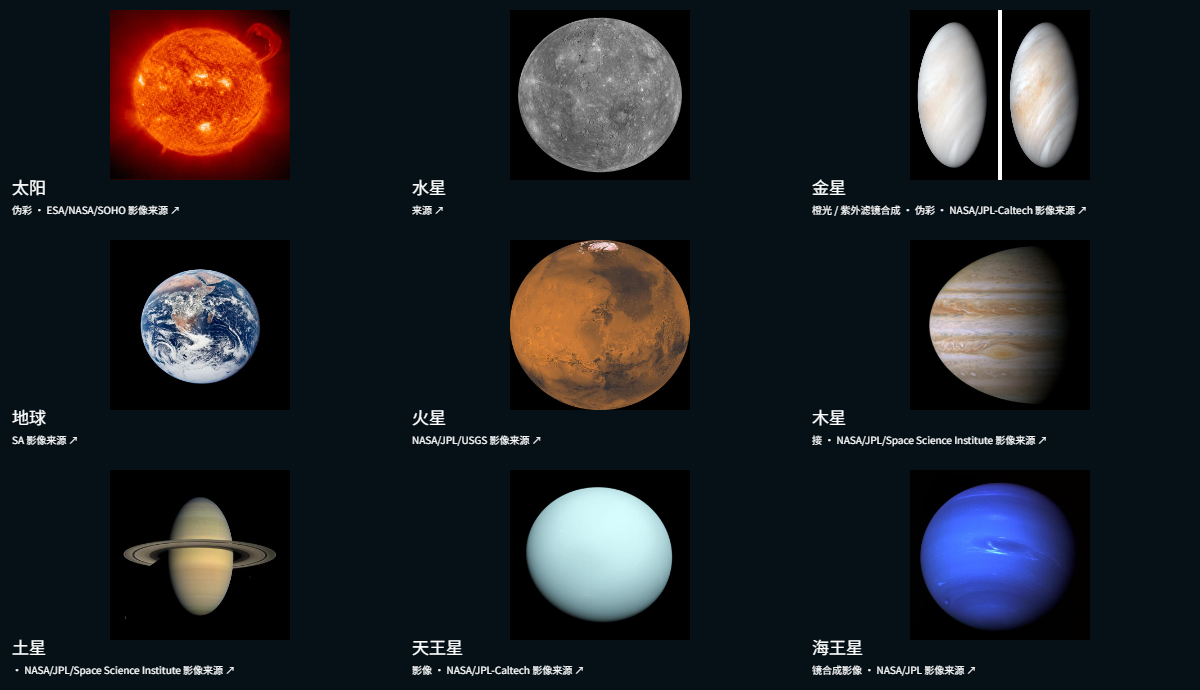 太阳
伪彩 · ESA/NASA/SOHO 影像来源 ↗
水星
来源 ↗
金星
橙光 / 紫外滤镜合成 · 伪彩 · NASA/JPL-Caltech 影像来源 ↗
地球
SA 影像来源 ↗
火星
NASA/JPL/USGS 影像来源 ↗
木星
接 · NASA/JPL/Space Science Institute 影像来源 ↗
土星
· NASA/JPL/Space Science Institute 影像来源 ↗
天王星
影像 · NASA/JPL-Caltech 影像来源 ↗
海王星
镜合成影像 · NASA/JPL 影像来源 ↗